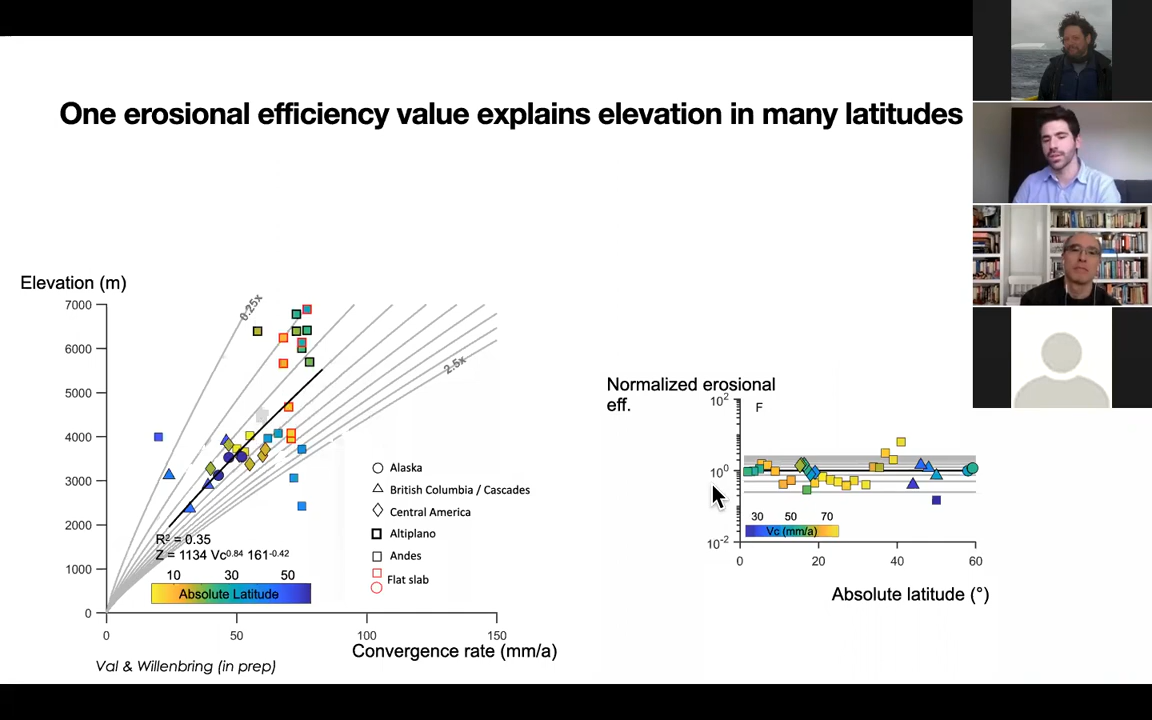 One erosional efficiency value explains elevation in many latitudes
Elevation (m)
7000
6000
5000
4000
3000
2000
1000
0
0.25x
2.5x
R² = 0.35
Z = 1134 Vc^0.84 161^-0.42
10 30 50
Absolute Latitude
0 50 100 150
Convergence rate (mm/a)
Val & Willenbring (in prep)
Alaska
British Columbia / Cascades
Central America
Altiplano
Andes
Flat slab
Normalized erosional
eff.
F
10²
10⁰
10⁻²
30 50 70
Vc (mm/a)
0 20 40 60
Absolute latitude (°)